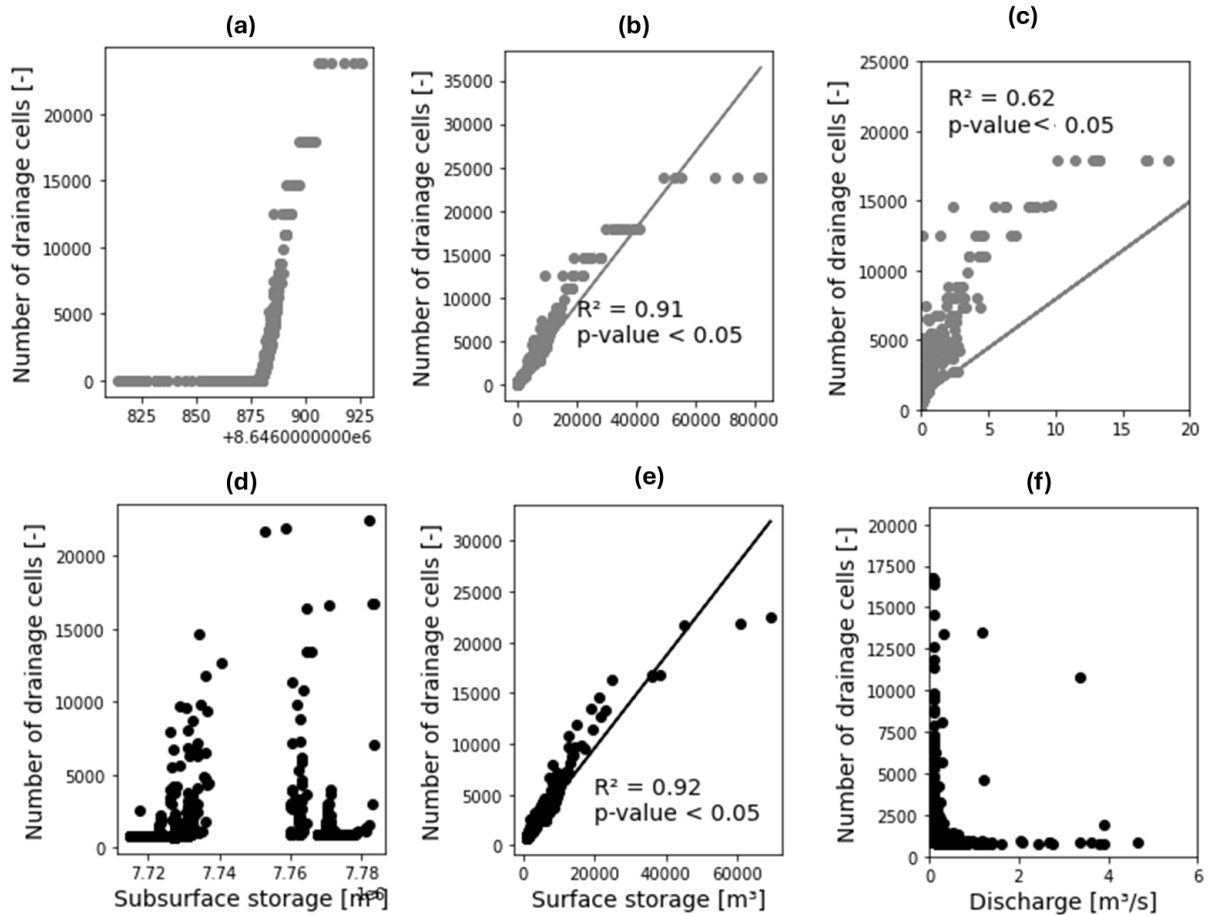 (a)
Number of drainage cells [-]
20000
15000
10000
5000
0
825 850 875 900 925
+8.64600000000e6
(b)
Number of drainage cells [-]
35000
30000
25000
20000
15000
10000
5000
0
R² = 0.91
p-value < 0.05
0 20000 40000 60000 80000
(c)
Number of drainage cells [-]
25000
20000
15000
10000
5000
0
R² = 0.62
p-value< 0.05
0 5 10 15 20
(d)
Number of drainage cells [-]
20000
15000
10000
5000
0
7.72 7.74 7.76 7.78
1e6
Subsurface storage [m³]
(e)
Number of drainage cells [-]
30000
25000
20000
15000
10000
5000
0
R² = 0.92
p-value < 0.05
0 20000 40000 60000
Surface storage [m³]
(f)
Number of drainage cells [-]
20000
17500
15000
12500
10000
7500
5000
2500
0
0 2 4 6
Discharge [m³/s]